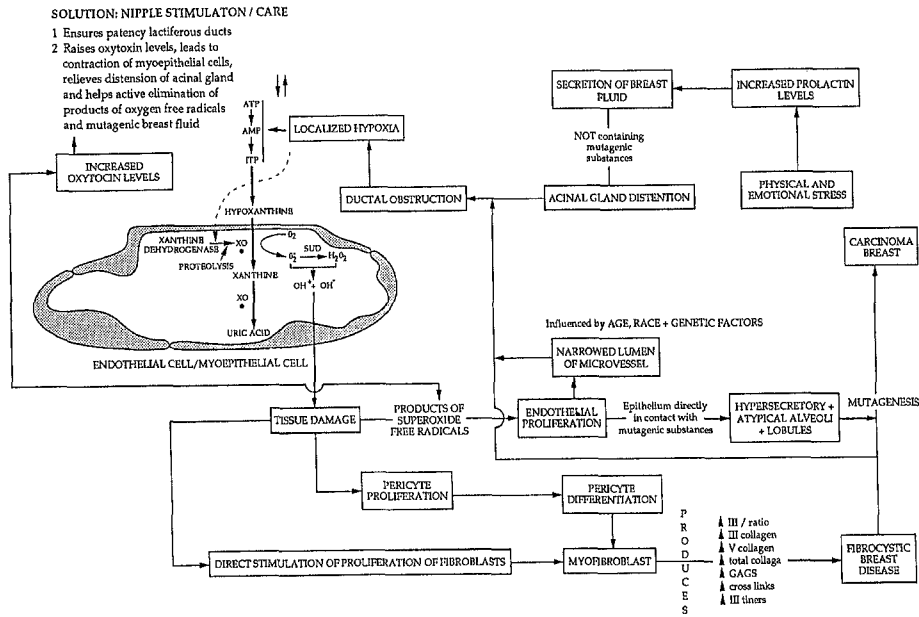 SOLUTION: NIPPLE STIMULATON / CARE
1 Ensures patency lactiferous ducts
2 Raises oxytoxin levels, leads to
contraction of myoepithelial cells,
relieves distension of acinal gland
and helps active elimination of
products of oxygen free radicals
and mutagenic breast fluid
INCREASED
OXYTOCIN LEVELS
ATP
AMP
ITP
LOCALIZED HYPOXIA
DUCTAL OBSTRUCTION
SECRETION OF BREAST
FLUID
INCREASED PROLACTIN
LEVELS
NOT containing
mutagenic
substances
ACINAL GLAND DISTENTION
PHYSICAL AND
EMOTIONAL STRESS
HYPOXANTHINE
XANTHINE
DEHYDROGENASE
XO
PROTEOLYSIS
O2
SUD
O2- H2O2
OH + OH
XANTHINE
XO
URIC ACID
ENDOTHELIAL CELL/MYOEPITHELIAL CELL
CARCINOMA
BREAST
Influenced by AGE, RACE + GENETIC FACTORS
NARROWED LUMEN
OF MICROVESSEL
TISSUE DAMAGE
PRODUCTS OF
SUPEROXIDE
FREE RADICALS
ENDOTHELIAL
PROLIFERATION
Epithelium directly
in contact with
mutagenic substances
HYPERSECRETORY +
ATYPICAL ALVEOLI
+ LOBULES
MUTAGENESIS
PERICYTE
PROLIFERATION
PERICYTE
DIFFERENTIATION
DIRECT STIMULATION OF PROLIFERATION OF FIBROBLASTS
MYOFIBROBLAST
PRODUCES
III / ratio
III collagen
V collagen
total collaga
GAGS
cross links
III tiners
FIBROCYSTIC
BREAST
DISEASE